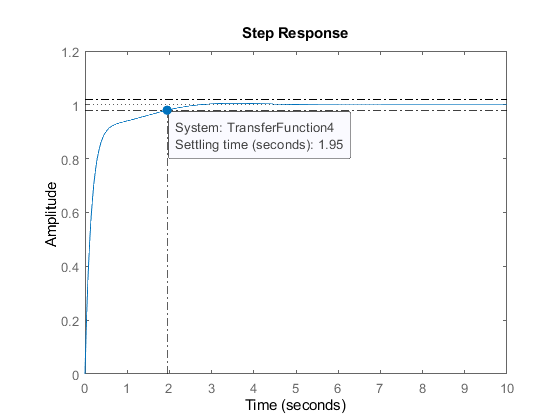 Step Response
1.2
1
0.8
0.6
0.4
0.2
0
Amplitude
System: TransferFunction4
Settling time (seconds): 1.95
0 1 2 3 4 5 6 7 8 9 10
Time (seconds)